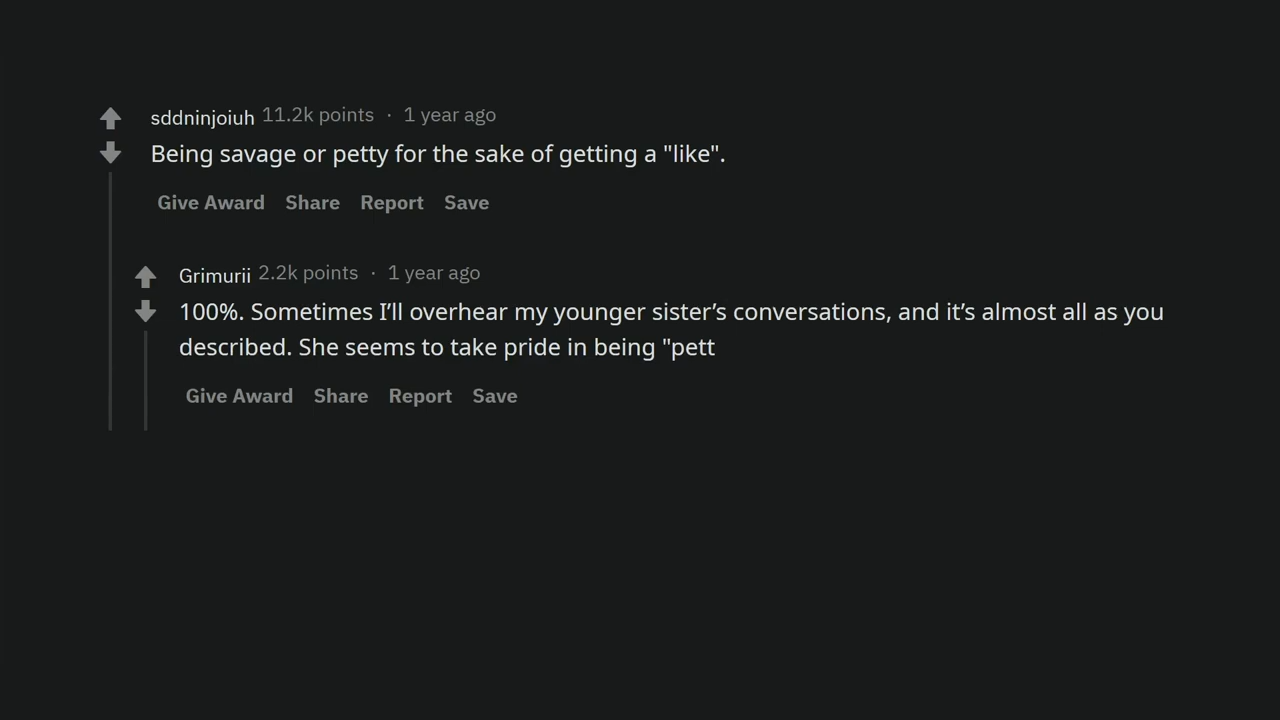 sddninjoiuh 11.2k points · 1 year ago
Being savage or petty for the sake of getting a "like".
Give Award Share Report Save
Grimurii 2.2k points · 1 year ago
100%. Sometimes I’ll overhear my younger sister’s conversations, and it’s almost all as you
described. She seems to take pride in being "pett
Give Award Share Report Save